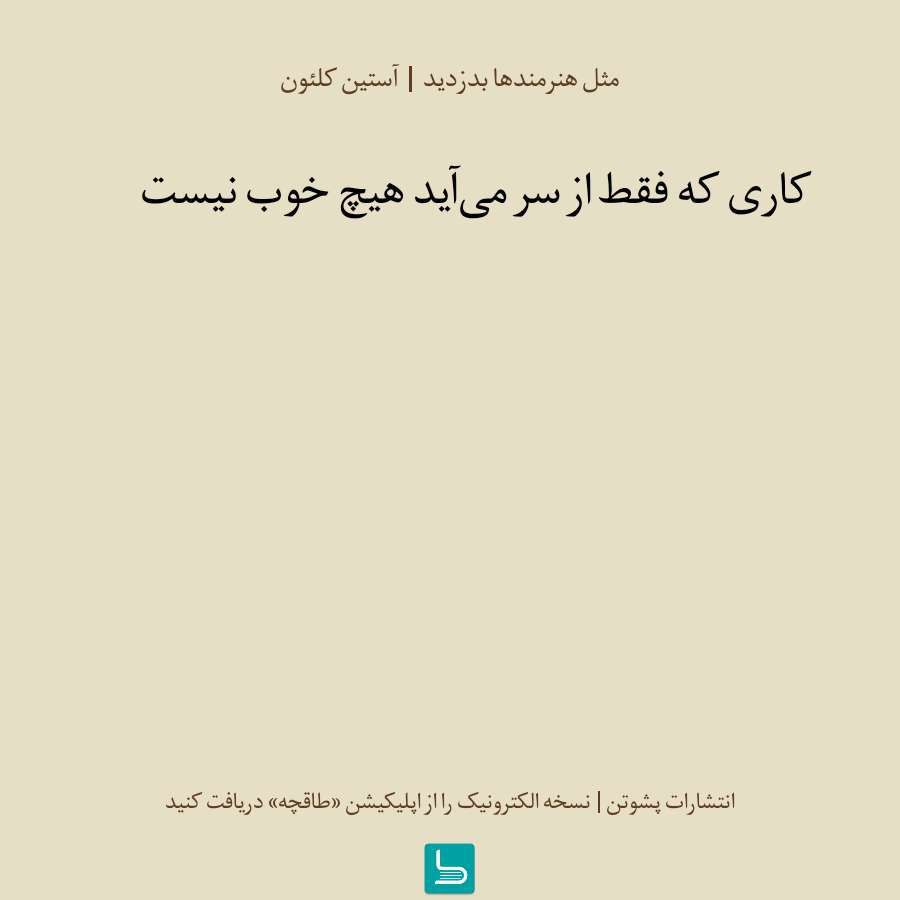 مثل هنرمندها بدزدید | آستین کلئون
کاری که فقط از سر می‌آید هیچ خوب نیست
انتشارات پشوتن | نسخه الکترونیک را از اپلیکیشن «طاقچه» دریافت کنید